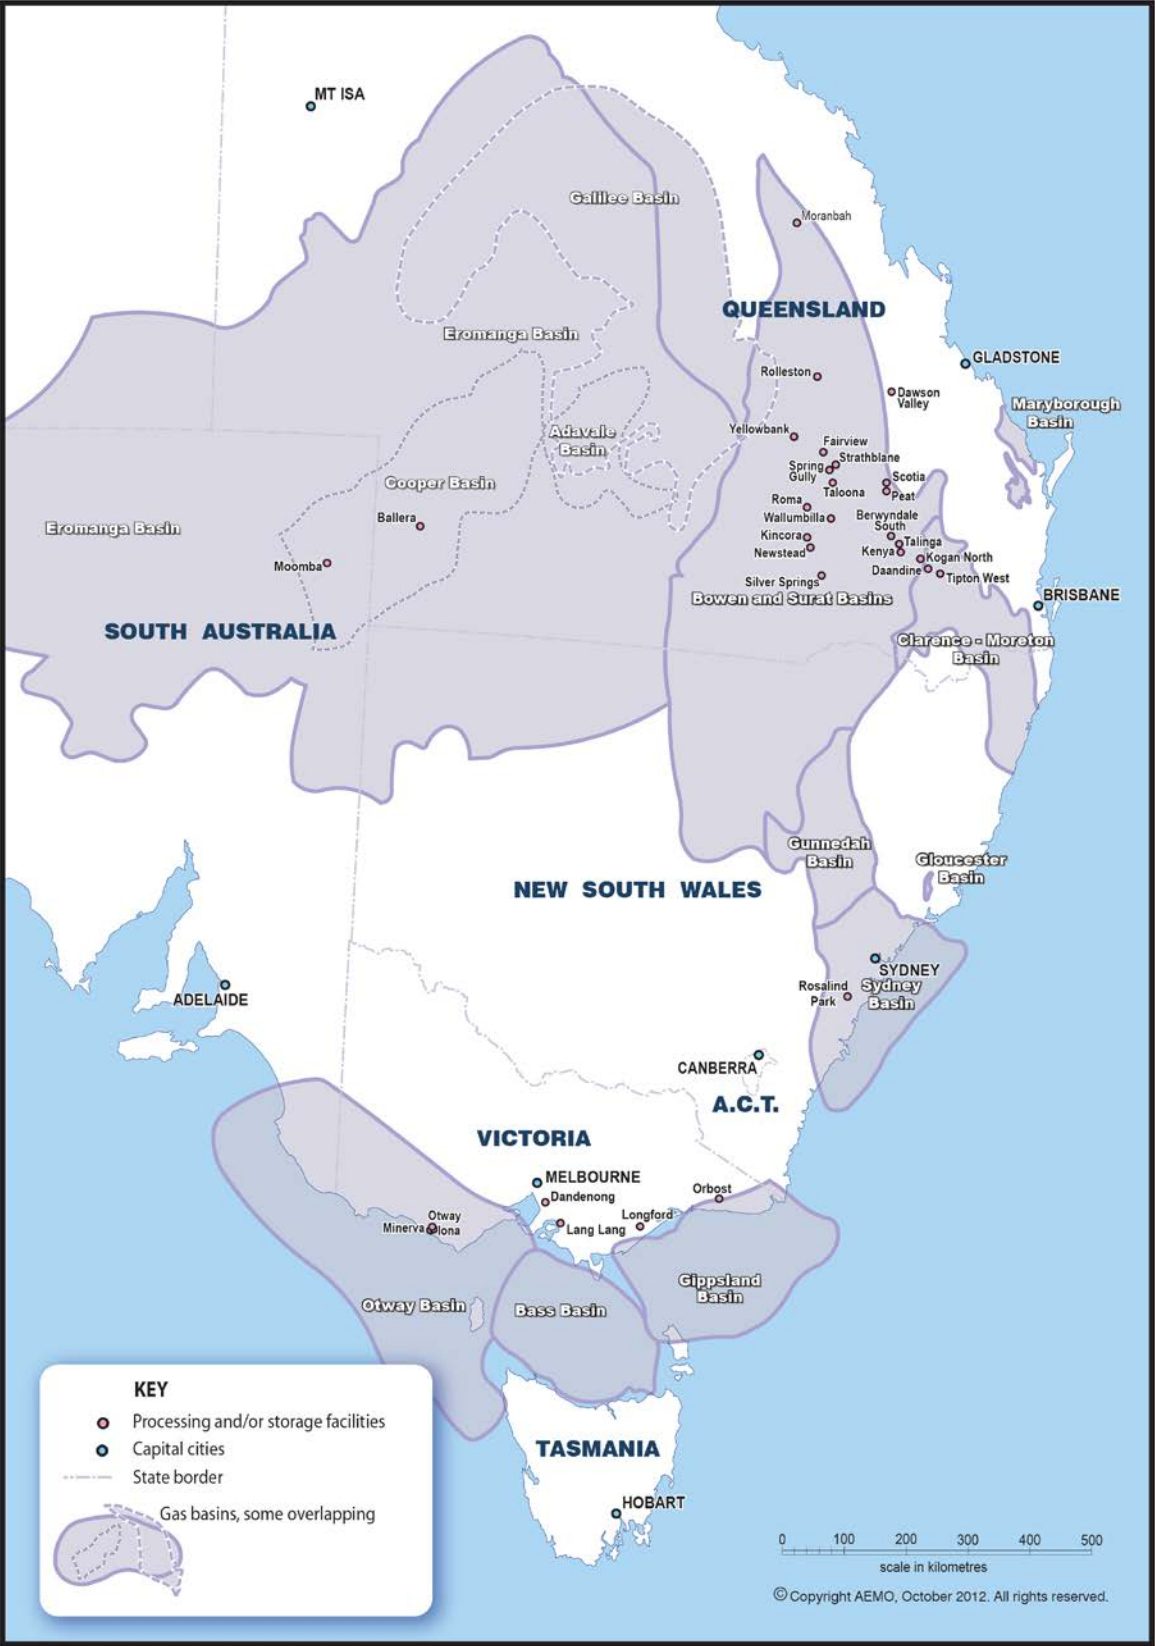 MT ISA
Galilee Basin
Moranbah
QUEENSLAND
Eromanga Basin
GLADSTONE
Rolleston
Dawson
Valley
Maryborough
Basin
Yellowbank
Adavale
Basin
Fairview
Strathblane
Spring
Gully
Scotia
Cooper Basin
Taloona
Peat
Roma
Ballera
Wallumbilla
Berwyndale
South
Eromanga Basin
Kincora
Talinga
Newstead
Kenya
Kogan North
Moomba
Daandine
Tipton West
Silver Springs
BRISBANE
Bowen and Surat Basins
SOUTH AUSTRALIA
Clarence - Moreton
Basin
Gunnedah
Basin
Gloucester
Basin
NEW SOUTH WALES
SYDNEY
Rosalind
Park
Sydney
Basin
ADELAIDE
CANBERRA
A.C.T.
VICTORIA
MELBOURNE
Dandenong
Orbost
Otway
Minerva
Iona
Longford
Lang Lang
Gippsland
Basin
Otway Basin
Bass Basin
KEY
Processing and/or storage facilities
Capital cities
State border
Gas basins, some overlapping
TASMANIA
HOBART
0 100 200 300 400 500
scale in kilometres
© Copyright AEMO, October 2012. All rights reserved.